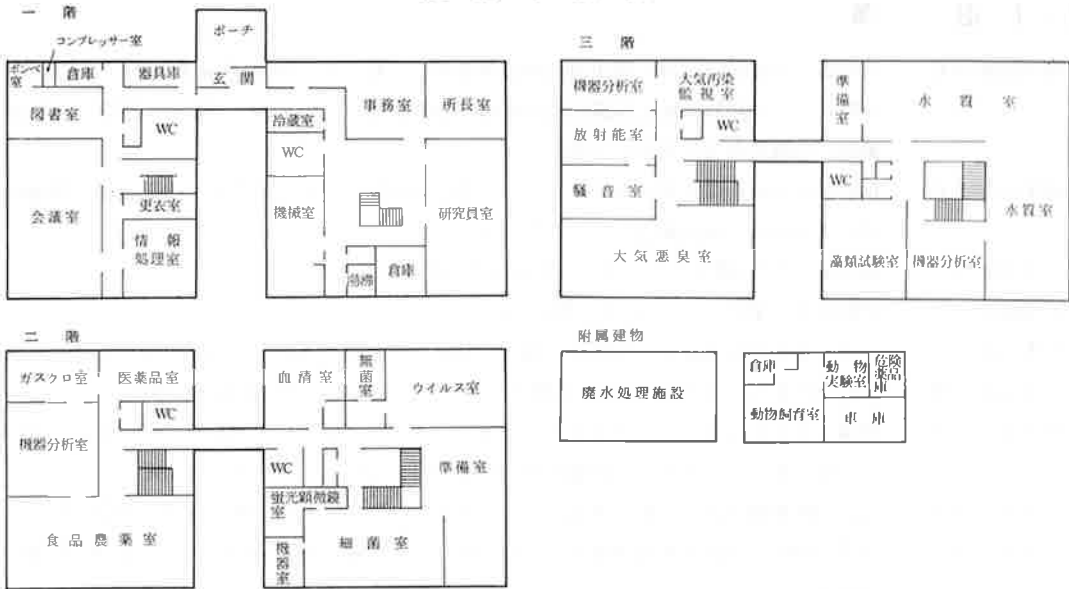 一階
ポーチ
コンプレッサー室
ボンベ室
倉庫
器具庫
玄関
図書室
WC
冷蔵室
事務室
所長室
WC
会議室
更衣室
機械室
研究員室
情報
処理室
倉庫
二階
ガスクロ室
医薬品室
血清室
無菌室
ウイルス室
WC
機器分析室
WC
準備室
蛍光顕微鏡
室
食品農薬室
機器室
細菌室
三階
機器分析室
大気汚染
監視室
準備室
水質室
放射能室
WC
騒音室
WC
水質室
大気悪臭室
藻類試験室
機器分析室
附属建物
廃水処理施設
倉庫
動物
実験室
危険薬品庫
動物飼育室
車庫